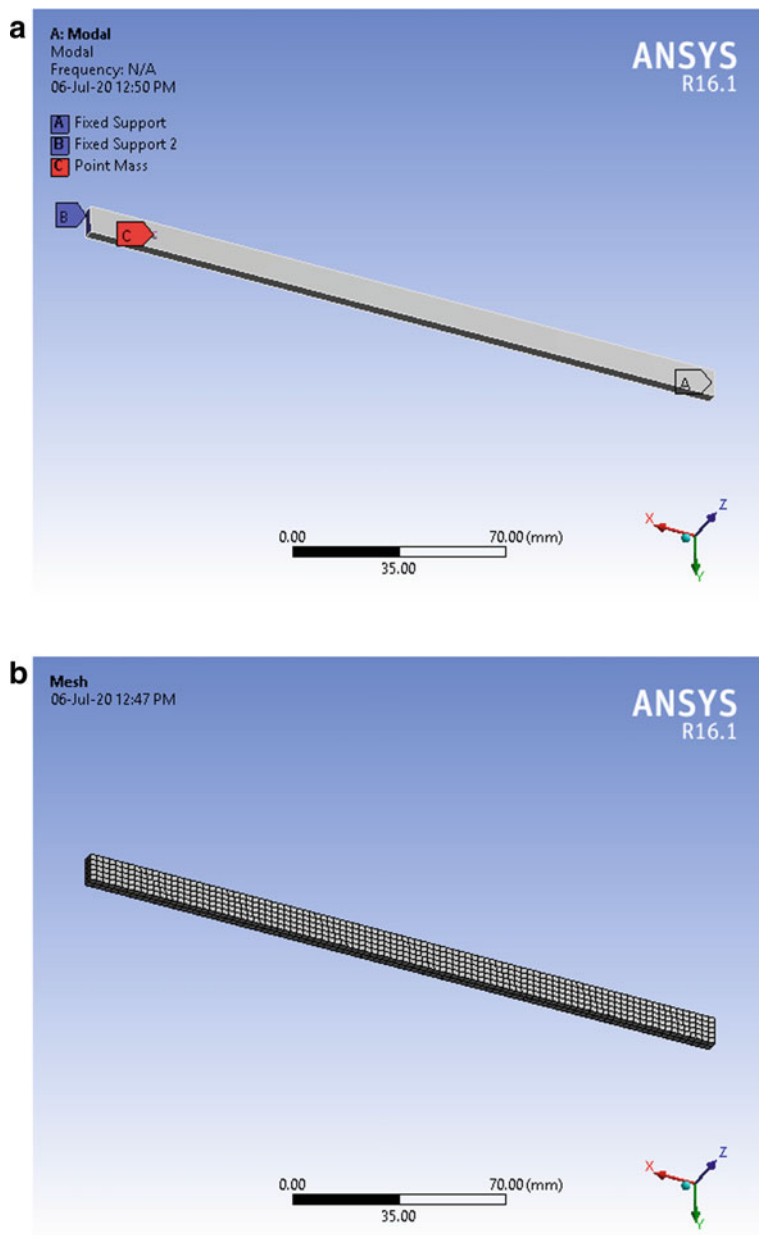 a
A: Modal
Modal
Frequency: N/A
06-Jul-20 12:50 PM
ANSYS
R16.1
A Fixed Support
B Fixed Support 2
C Point Mass
B
C
A
0.00 70.00 (mm)
35.00
X
Z
Y
b
Mesh
06-Jul-20 12:47 PM
ANSYS
R16.1
0.00 70.00 (mm)
35.00
X
Z
Y